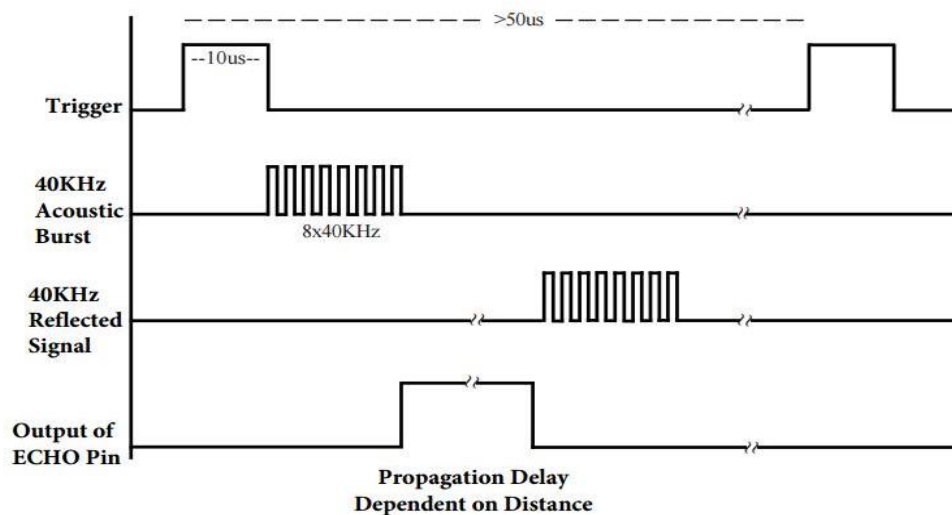 >50us
--10us--
Trigger
40KHz
Acoustic
Burst
8x40KHz
40KHz
Reflected
Signal
Output of
ECHO Pin
Propagation Delay
Dependent on Distance